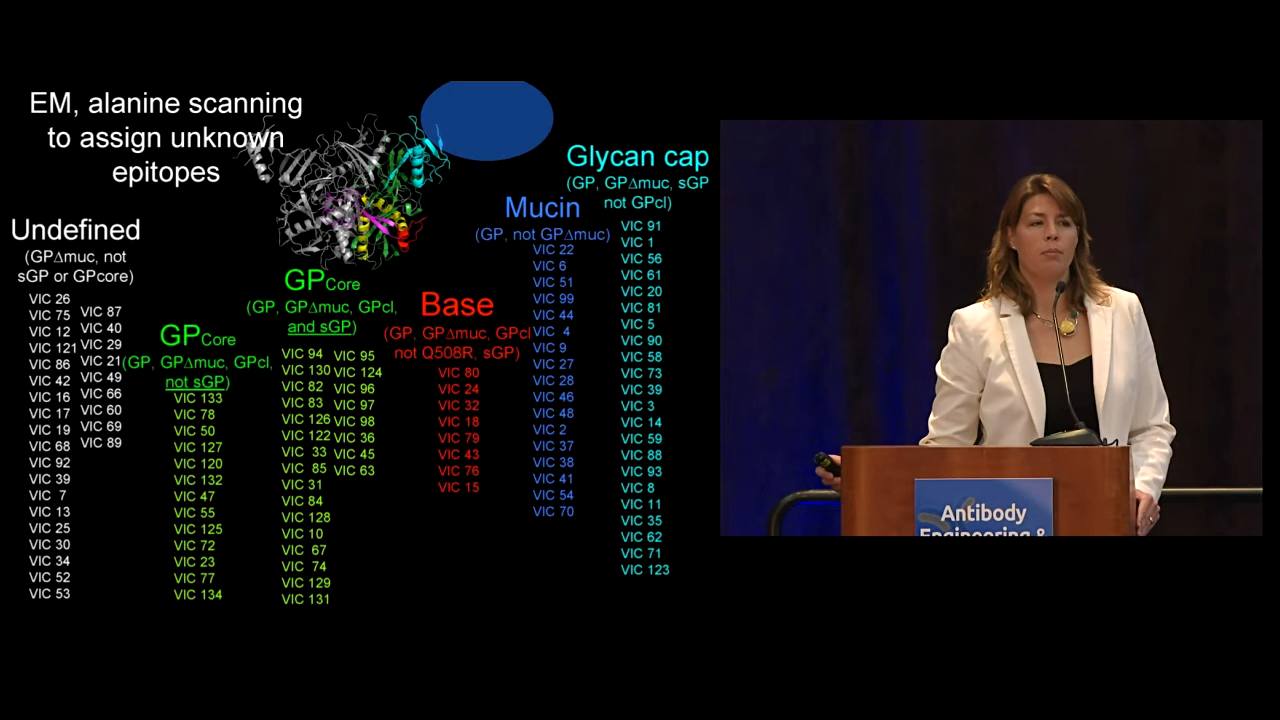 EM, alanine scanning
to assign unknown
epitopes
Undefined
(GP∆muc, not
sGP or GPcore)
VIC 26
VIC 75
VIC 12
VIC 121
VIC 86
VIC 42
VIC 16
VIC 17
VIC 19
VIC 68
VIC 92
VIC 39
VIC 7
VIC 13
VIC 25
VIC 30
VIC 34
VIC 52
VIC 53
VIC 87
VIC 40
VIC 29
VIC 21
VIC 49
VIC 66
VIC 60
VIC 69
VIC 89
GPCore
(GP, GP∆muc, GPcl,
not sGP)
VIC 133
VIC 78
VIC 50
VIC 127
VIC 120
VIC 132
VIC 47
VIC 55
VIC 125
VIC 72
VIC 23
VIC 77
VIC 134
GPCore
(GP, GP∆muc, GPcl,
and sGP)
VIC 94
VIC 130
VIC 82
VIC 83
VIC 126
VIC 122
VIC 33
VIC 85
VIC 31
VIC 84
VIC 128
VIC 10
VIC 67
VIC 74
VIC 129
VIC 131
VIC 95
VIC 124
VIC 96
VIC 97
VIC 98
VIC 36
VIC 45
VIC 63
Base
(GP, GP∆muc, GPcl
not Q508R, sGP)
VIC 80
VIC 24
VIC 32
VIC 18
VIC 79
VIC 43
VIC 76
VIC 15
Mucin
(GP, not GP∆muc)
VIC 22
VIC 6
VIC 51
VIC 99
VIC 44
VIC 4
VIC 9
VIC 27
VIC 28
VIC 46
VIC 48
VIC 2
VIC 37
VIC 38
VIC 41
VIC 54
VIC 70
Glycan cap
(GP, GP∆muc, sGP
not GPcl)
VIC 91
VIC 1
VIC 56
VIC 61
VIC 20
VIC 81
VIC 5
VIC 90
VIC 58
VIC 73
VIC 39
VIC 3
VIC 14
VIC 59
VIC 88
VIC 93
VIC 8
VIC 11
VIC 35
VIC 62
VIC 71
VIC 123
Antibody
Engineering &